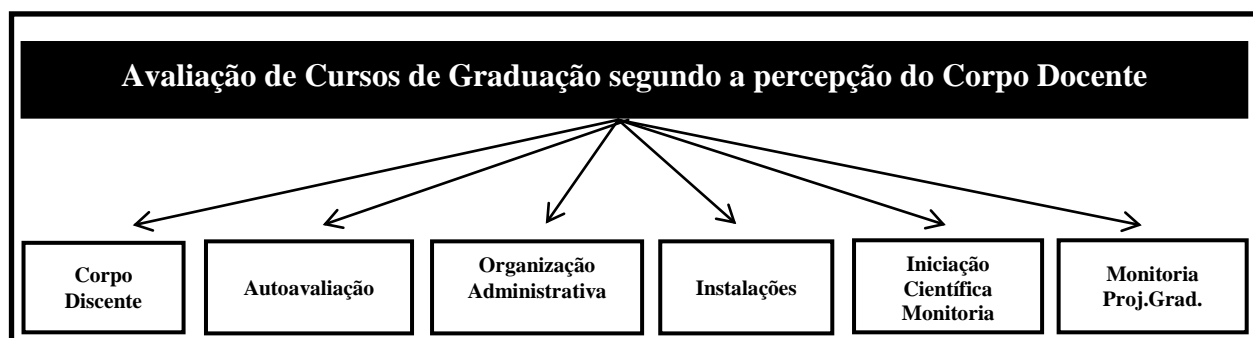 Avaliação de Cursos de Graduação segundo a percepção do Corpo Docente
Corpo
Discente
Autoavaliação
Organização
Administrativa
Instalações
Iniciação
Científica
Monitoria
Monitoria
Proj.Grad.